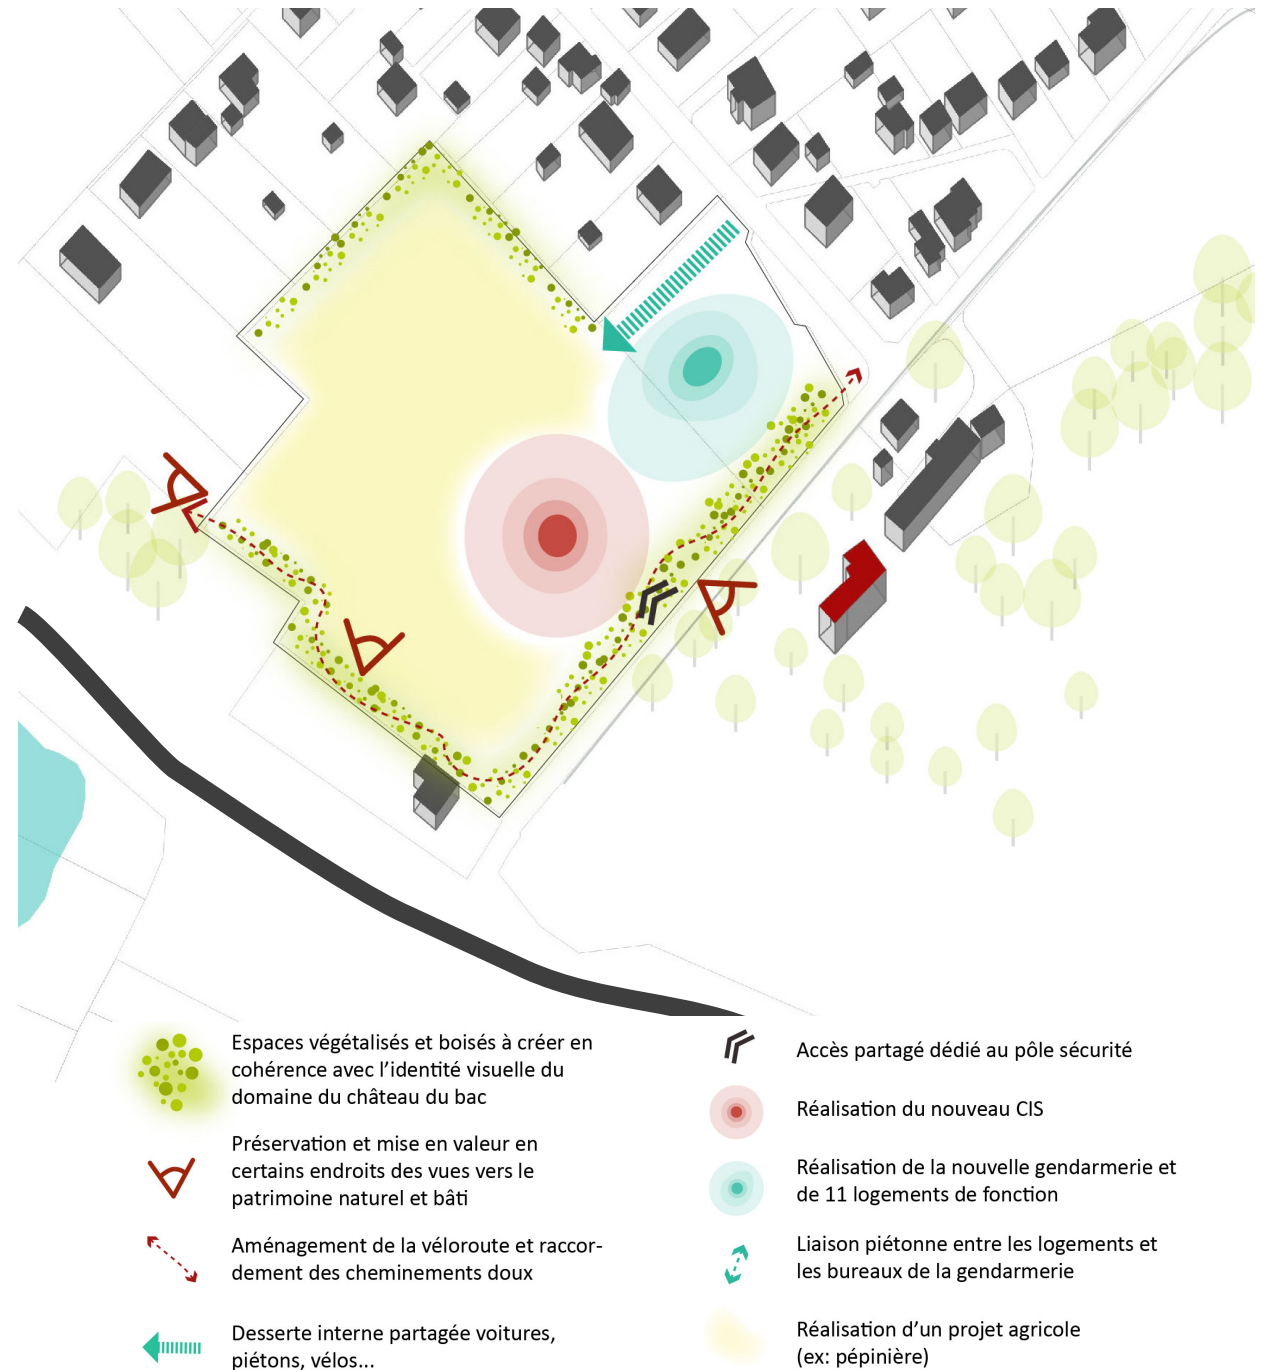 Espaces végétalisés et boisés à créer en
cohérence avec l'identité visuelle du
domaine du château du bac
Préservation et mise en valeur en
certains endroits des vues vers le
patrimoine naturel et bâti
Aménagement de la véloroute et raccor-
dement des cheminements doux
Desserte interne partagée voitures,
piétons, vélos...
Accès partagé dédié au pôle sécurité
Réalisation du nouveau CIS
Réalisation de la nouvelle gendarmerie et
de 11 logements de fonction
Liaison piétonne entre les logements et
les bureaux de la gendarmerie
Réalisation d'un projet agricole
(ex: pépinière)